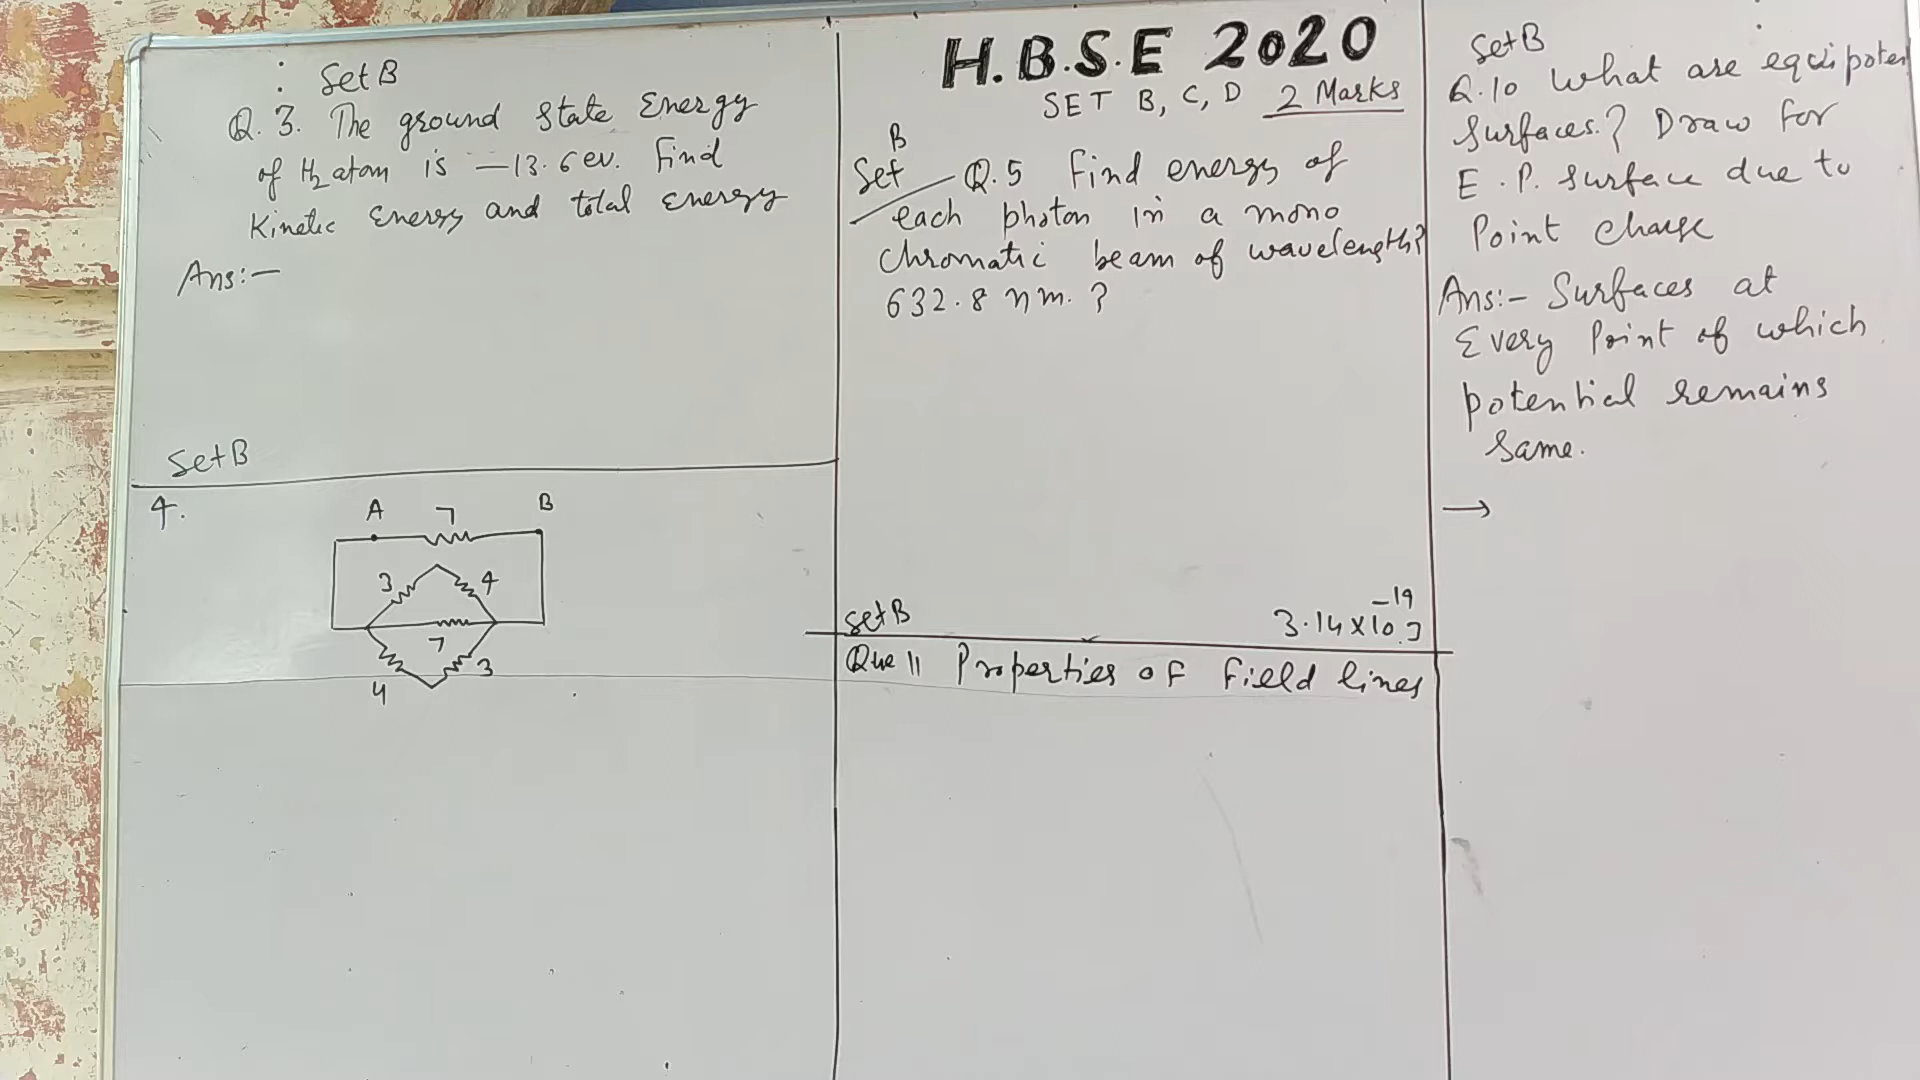 Set B
Q. 3. The ground state Energy
of H2 atom is -13.6 ev. Find
Kinetic Energy and total energy
Ans:-
Set B
4.
A
7
B
3
4
7
4
3
H.B.S.E 2020
SET B, C, D 2 Marks
B
Set Q.5 Find energy of
each photon in a mono
chromatic beam of wavelength?
632.8 nm. ?
3.14 x 10^-19 J
Set B
Que 11 Properties of Field lines
Set B
Q.10 What are equipoten
Surfaces.? Draw for
E.P. Surface due to
Point charge
Ans:- Surfaces at
Every Point of which
potential remains
same.
→